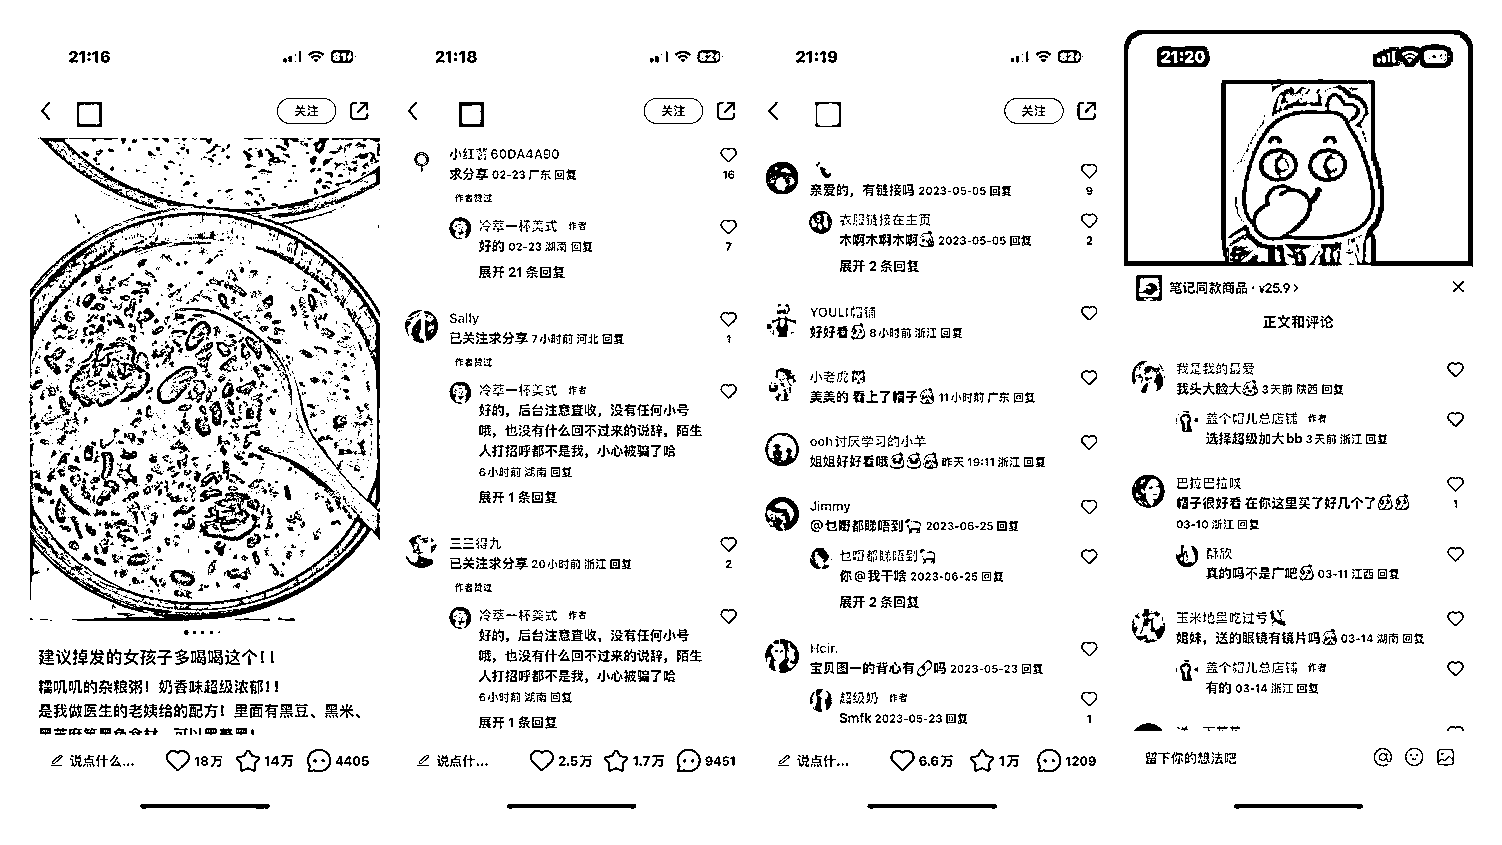 21:16
关注
建议掉发的女孩子多喝喝这个!!
糯叽叽的杂粮粥! 奶香味超级浓郁!!
是我做医生的老姨给的配方! 里面有黑豆、黑米、
说点什么...
18万
14万
4405
21:18
关注
小红薯60DA4A90
求分享 02-23 广东 回复
16
作者赞过
冷萃一杯美式 作者
好的 02-23 湖南 回复
7
展开 21 条回复
Sally
已关注求分享 7小时前 河北 回复
1
作者赞过
冷萃一杯美式 作者
好的, 后台注意查收, 没有任何小号
哦, 也没有什么回不过来的说辞, 陌生
人打招呼都不是我, 小心被骗了哈
6小时前 湖南 回复
展开 1 条回复
三三得九
已关注求分享 20小时前 浙江 回复
2
作者赞过
冷萃一杯美式 作者
好的, 后台注意查收, 没有任何小号
哦, 也没有什么回不过来的说辞, 陌生
人打招呼都不是我, 小心被骗了哈
6小时前 湖南 回复
展开 1 条回复
说点什...
2.5万
1.7万
9451
21:19
关注
亲爱的, 有链接吗 2023-05-05 回复
9
衣服链接在主页
木啊木啊木啊 2023-05-05 回复
2
展开 2 条回复
YOULI帽铺
好好看 8小时前 浙江 回复
小老虎
美美的 看上了帽子 11小时前 广东 回复
ooh讨厌学习的小羊
姐姐好好看哦 昨天 19:11 浙江 回复
Jimmy
@乜嘢都睇唔到 2023-06-25 回复
乜嘢都睇唔到
你@我干啥 2023-06-25 回复
展开 2 条回复
Hcir.
宝贝图一的背心有吗 2023-05-23 回复
超级奶 作者
Smfk 2023-05-23 回复
1
说点什...
6.6万
1万
1209
21:20
笔记同款商品 · ¥25.9 >
正文和评论
我是我的最爱
我头大脸大 3天前 陕西 回复
盖个帽儿总店铺 作者
选择超级加大bb 3天前 浙江 回复
巴拉巴拉噗
帽子很好看 在你这里买了好几个了
1
03-10 浙江 回复
真的吗不是广吧 03-11 江西 回复
玉米地里吃过亏
姐妹, 送的眼镜有镜片吗 03-14 湖南 回复
盖个帽儿总店铺 作者
有的 03-14 浙江 回复
留下你的想法吧